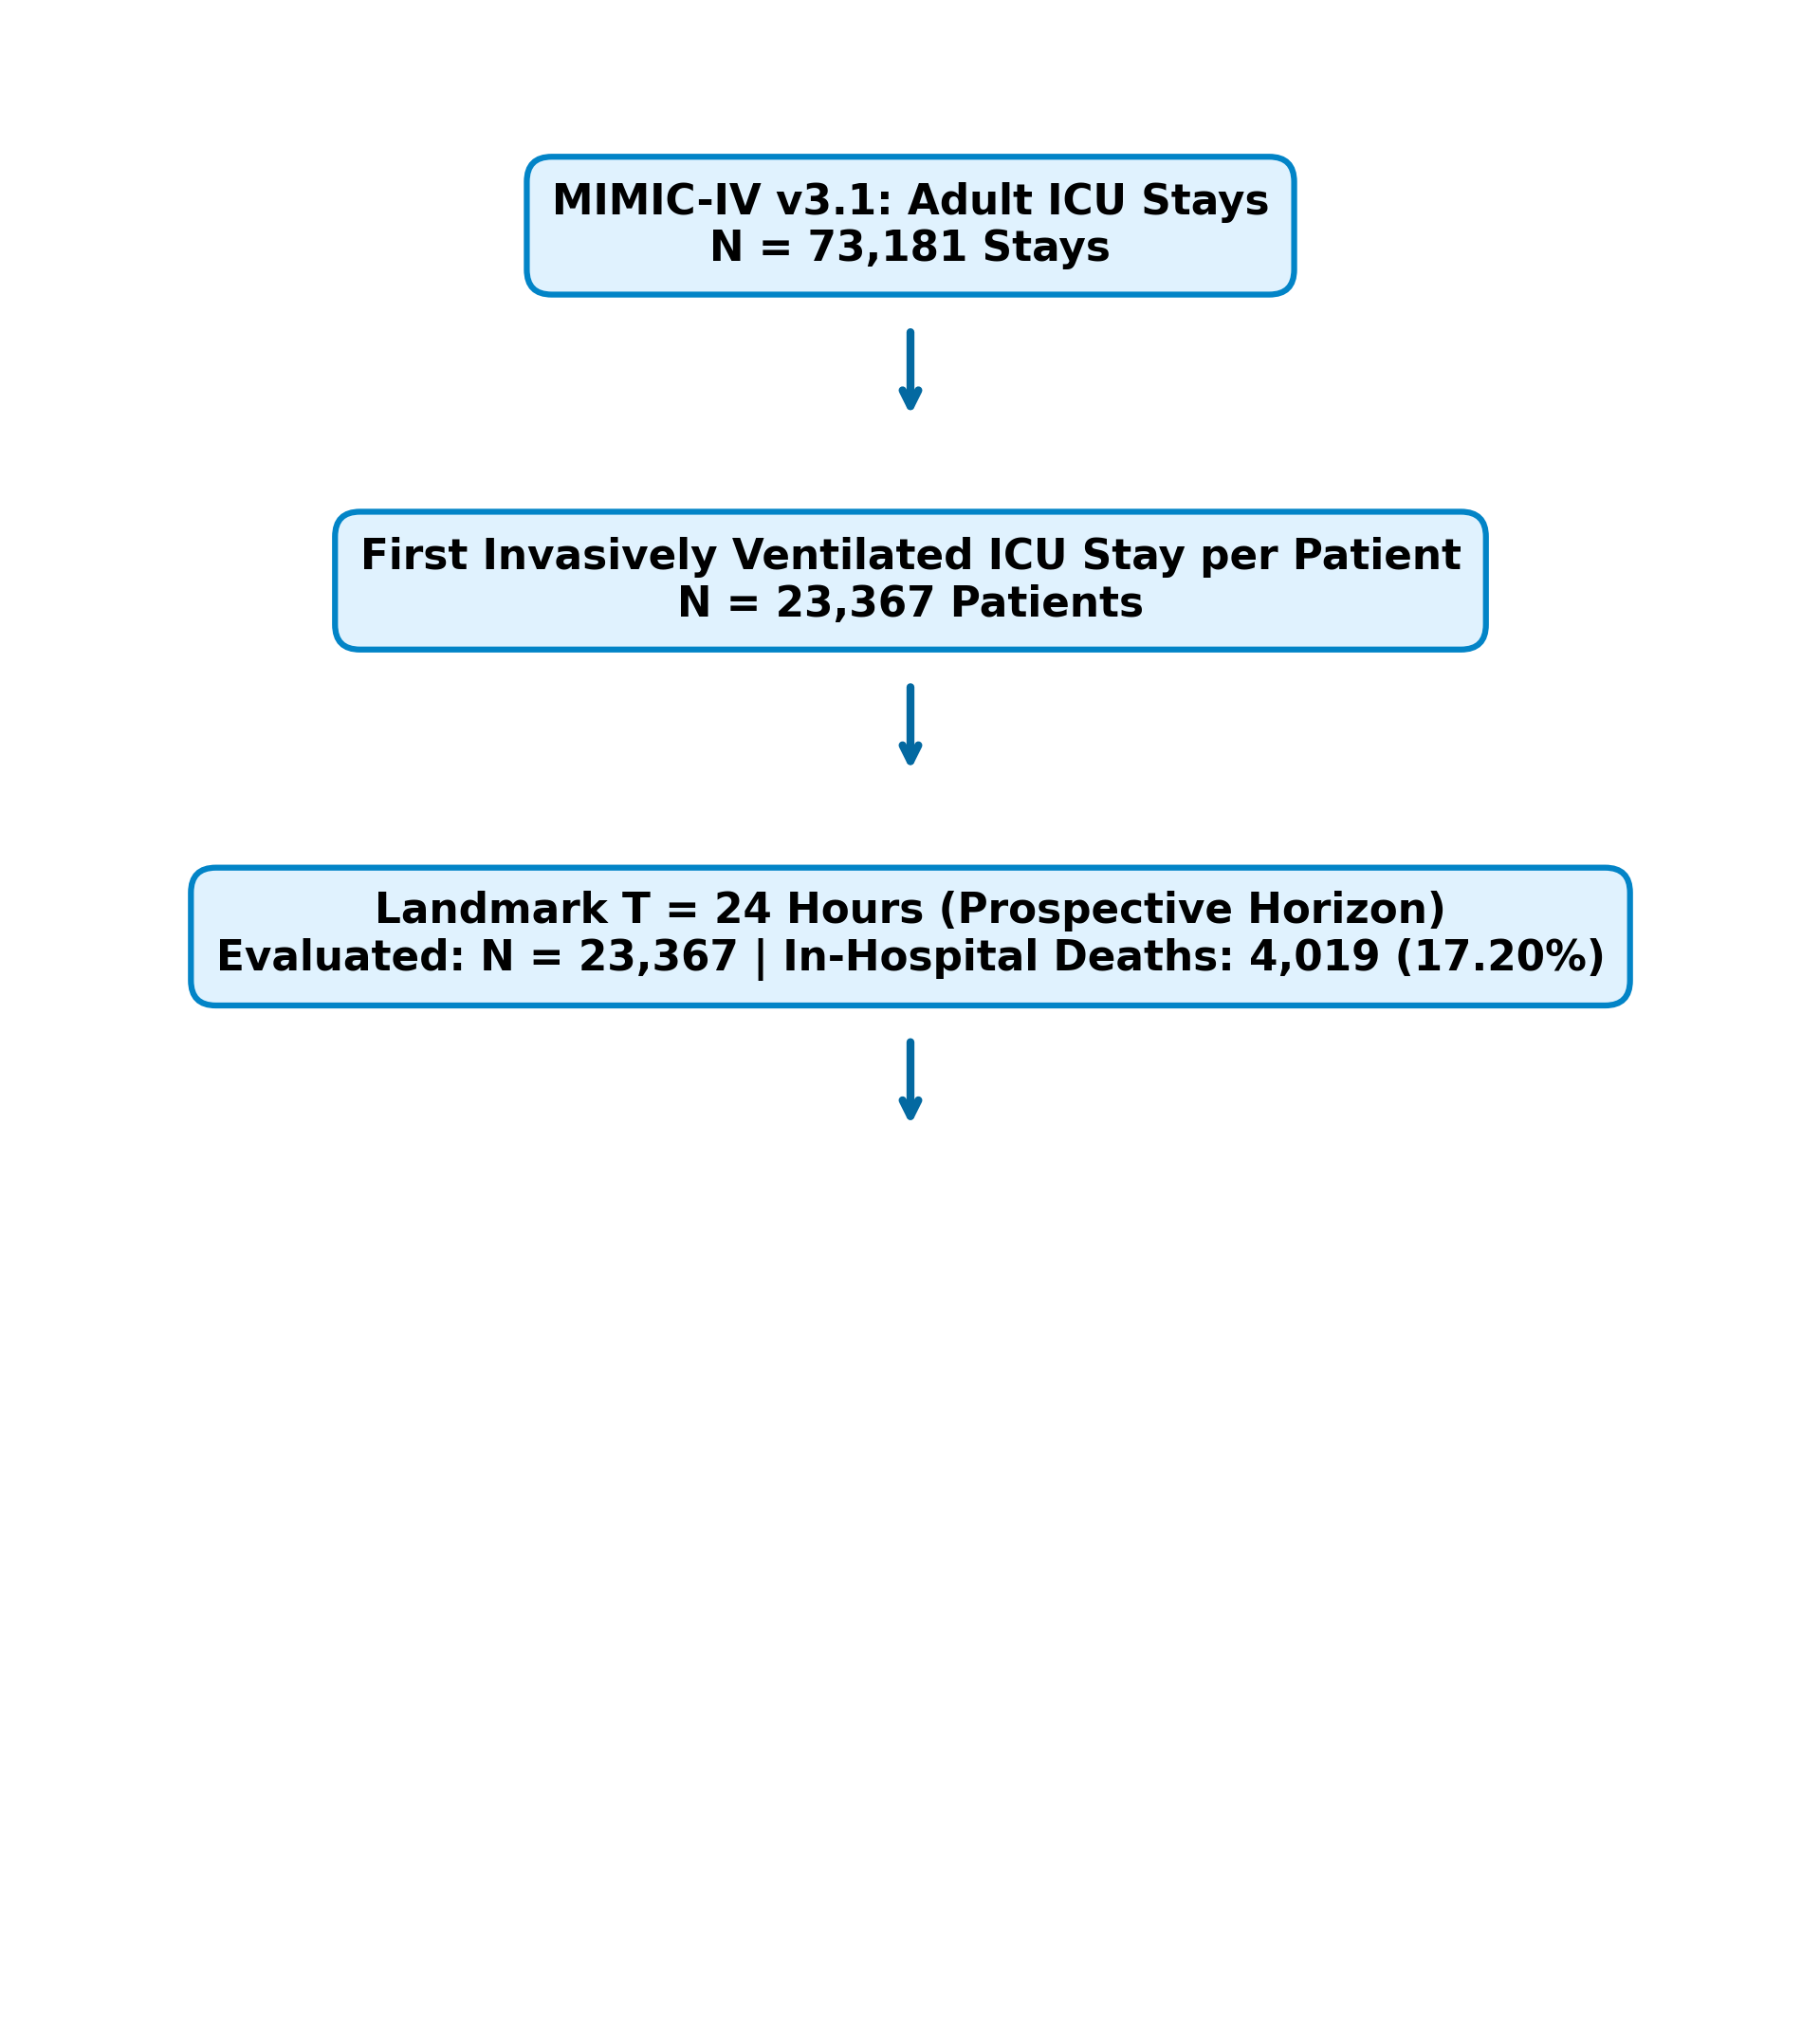 MIMIC-IV v3.1: Adult ICU Stays
N = 73,181 Stays
First Invasively Ventilated ICU Stay per Patient
N = 23,367 Patients
Landmark T = 24 Hours (Prospective Horizon)
Evaluated: N = 23,367 | In-Hospital Deaths: 4,019 (17.20%)